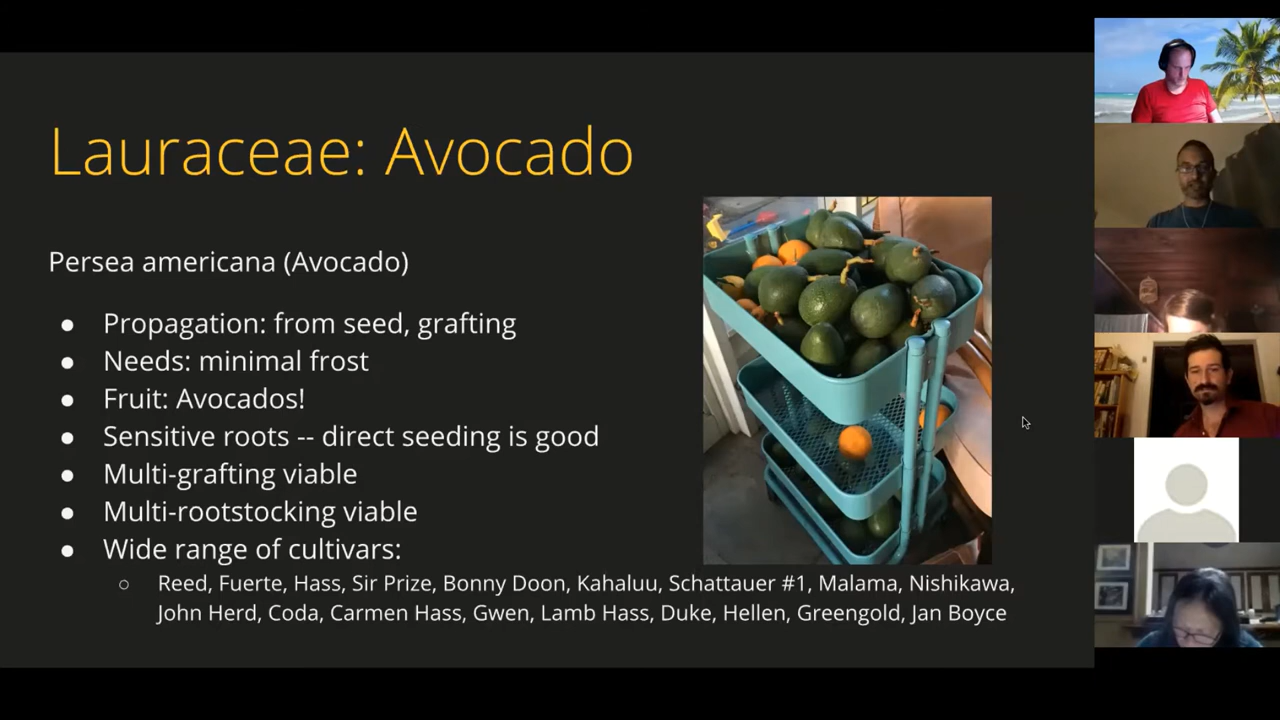 Lauraceae: Avocado
Persea americana (Avocado)
● Propagation: from seed, grafting
● Needs: minimal frost
● Fruit: Avocados!
● Sensitive roots -- direct seeding is good
● Multi-grafting viable
● Multi-rootstocking viable
● Wide range of cultivars:
○ Reed, Fuerte, Hass, Sir Prize, Bonny Doon, Kahaluu, Schattauer #1, Malama, Nishikawa,
John Herd, Coda, Carmen Hass, Gwen, Lamb Hass, Duke, Hellen, Greengold, Jan Boyce